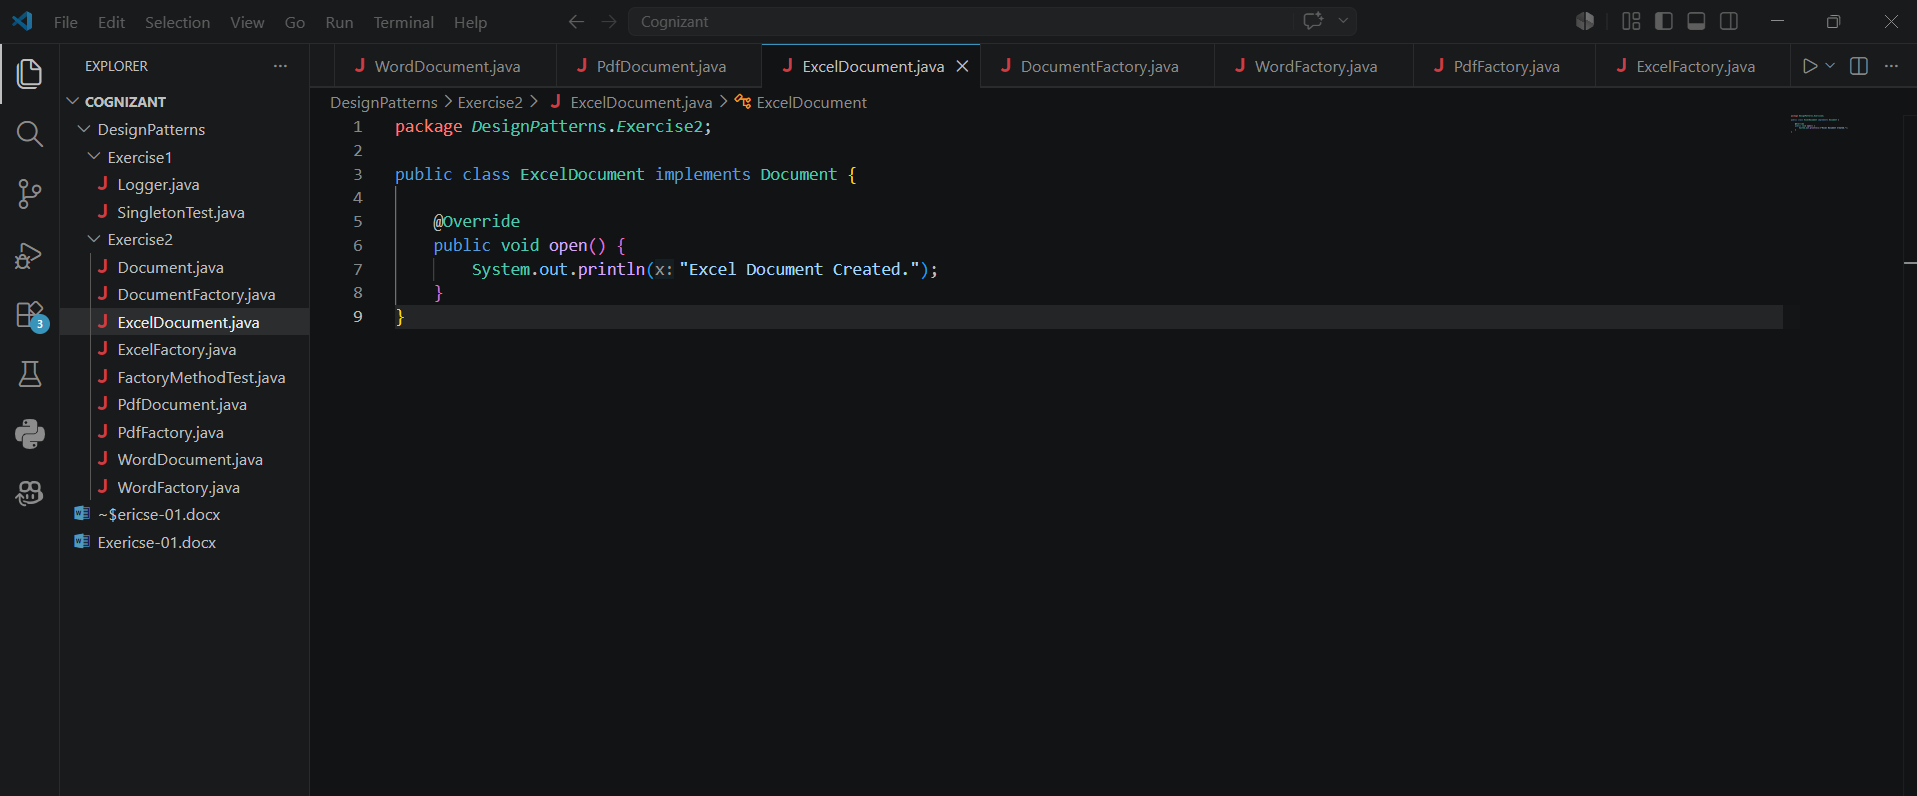 File Edit Selection View Go Run Terminal Help
Cognizant
EXPLORER
COGNIZANT
DesignPatterns
Exercise1
Logger.java
SingletonTest.java
Exercise2
Document.java
DocumentFactory.java
ExcelDocument.java
ExcelFactory.java
FactoryMethodTest.java
PdfDocument.java
PdfFactory.java
WordDocument.java
WordFactory.java
~$ericse-01.docx
Exericse-01.docx
3
WordDocument.java PdfDocument.java ExcelDocument.java DocumentFactory.java WordFactory.java PdfFactory.java ExcelFactory.java
DesignPatterns > Exercise2 > ExcelDocument.java > ExcelDocument
1 package DesignPatterns.Exercise2;
2
3 public class ExcelDocument implements Document {
4
5 @Override
6 public void open() {
7 System.out.println(x: "Excel Document Created.");
8 }
9 }